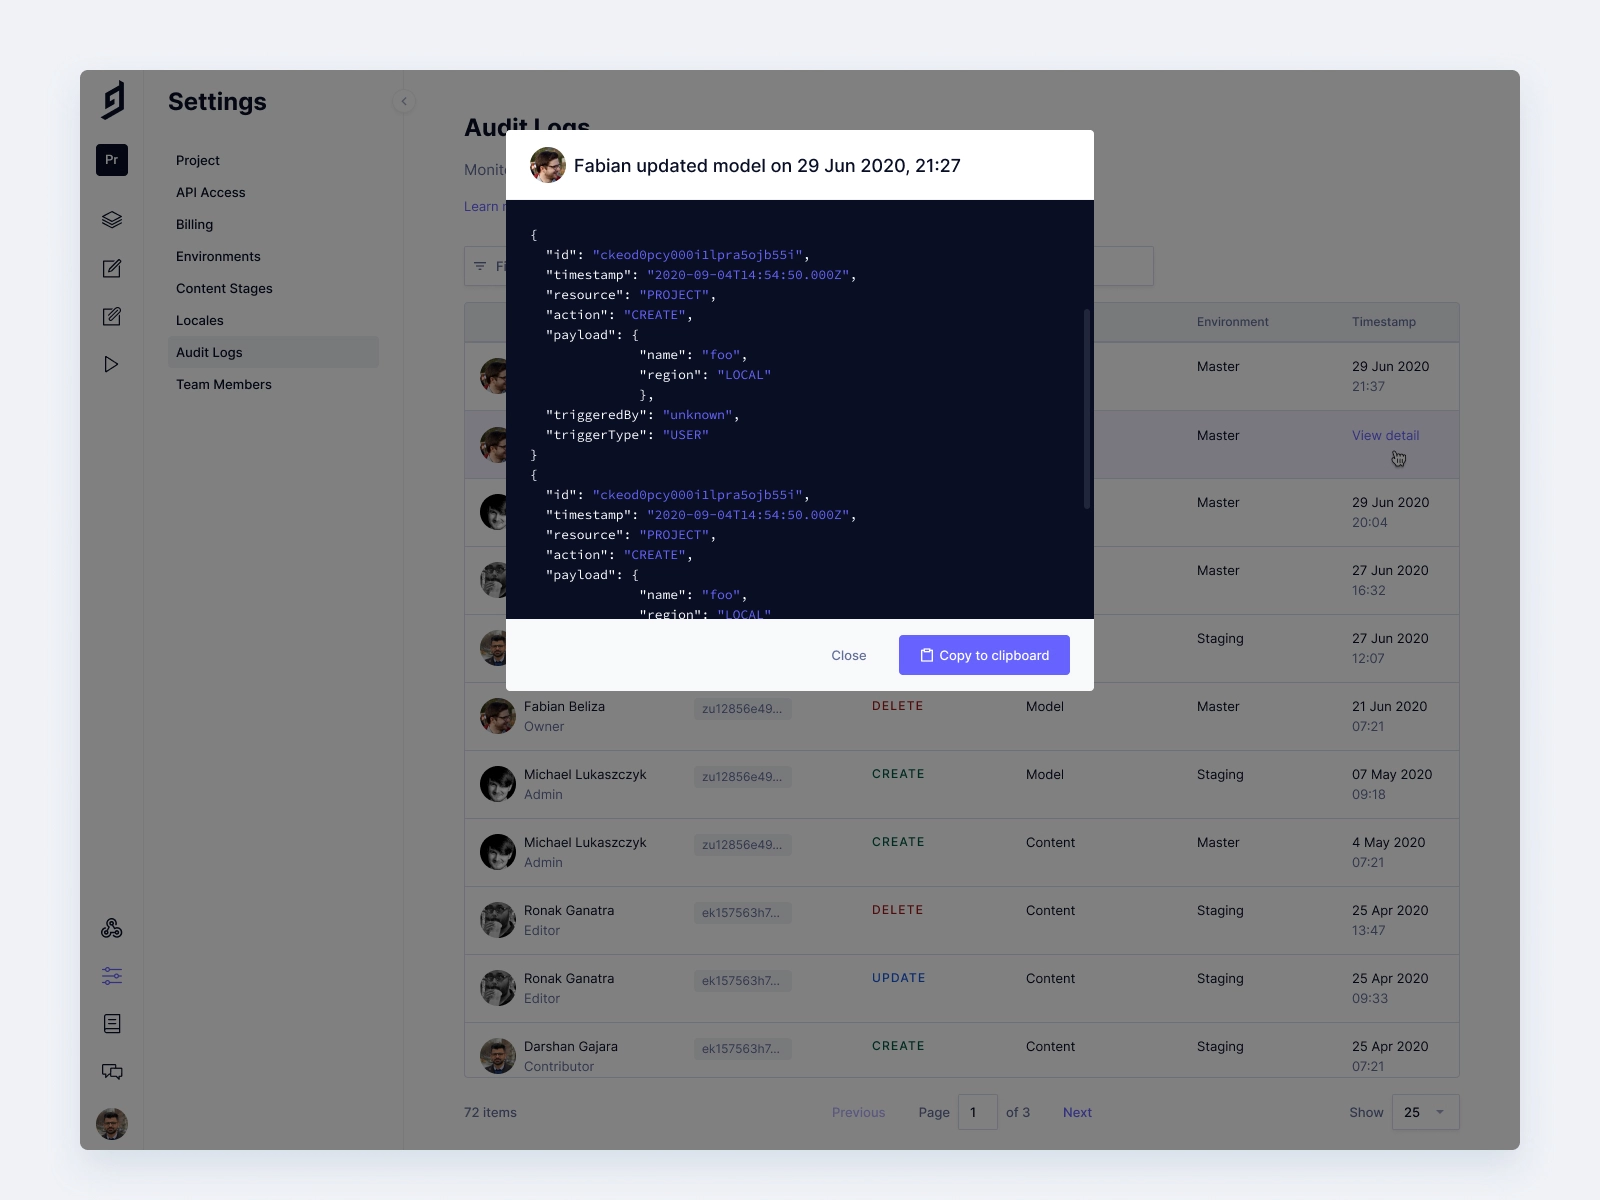 Settings
Pr
Project
API Access
Billing
Environments
Content Stages
Locales
Audit Logs
Team Members
Audit Logs
Learn
Environment Timestamp
Master 29 Jun 2020
21:37
Master View detail
Master 29 Jun 2020
20:04
Master 27 Jun 2020
16:32
Staging 27 Jun 2020
12:07
Fabian updated model on 29 Jun 2020, 21:27
{
"id": "ckeod0pcy000i1lpra5ojb55i",
"timestamp": "2020-09-04T14:54:50.000Z",
"resource": "PROJECT",
"action": "CREATE",
"payload": {
"name": "foo",
"region": "LOCAL"
},
"triggeredBy": "unknown",
"triggerType": "USER"
}
{
"id": "ckeod0pcy000i1lpra5ojb55i",
"timestamp": "2020-09-04T14:54:50.000Z",
"resource": "PROJECT",
"action": "CREATE",
"payload": {
"name": "foo",
"region": "LOCAL"
Close Copy to clipboard
Fabian Beliza zu12856e49... DELETE Model Master 21 Jun 2020
Owner 07:21
Michael Lukaszczyk zu12856e49... CREATE Model Staging 07 May 2020
Admin 09:18
Michael Lukaszczyk zu12856e49... CREATE Content Master 4 May 2020
Admin 07:21
Ronak Ganatra ek157563h7... DELETE Content Staging 25 Apr 2020
Editor 13:47
Ronak Ganatra ek157563h7... UPDATE Content Staging 25 Apr 2020
Editor 09:33
Darshan Gajara ek157563h7... CREATE Content Staging 25 Apr 2020
Contributor 07:21
72 items Previous Page 1 of 3 Next Show 25